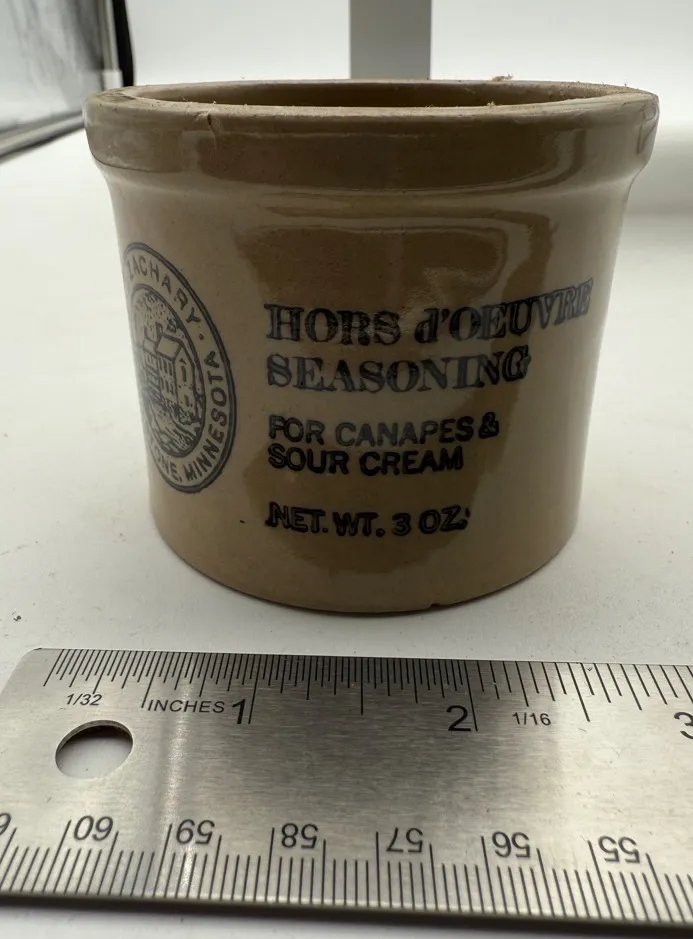 ZACHARY · 
ONE, MINNESOTA
HORS d'OEUVRE
SEASONING
FOR CANAPES &
SOUR CREAM
NET. WT. 3 OZ.
1/32 INCHES 1 2 1/16 3
60 59 58 57 56 55